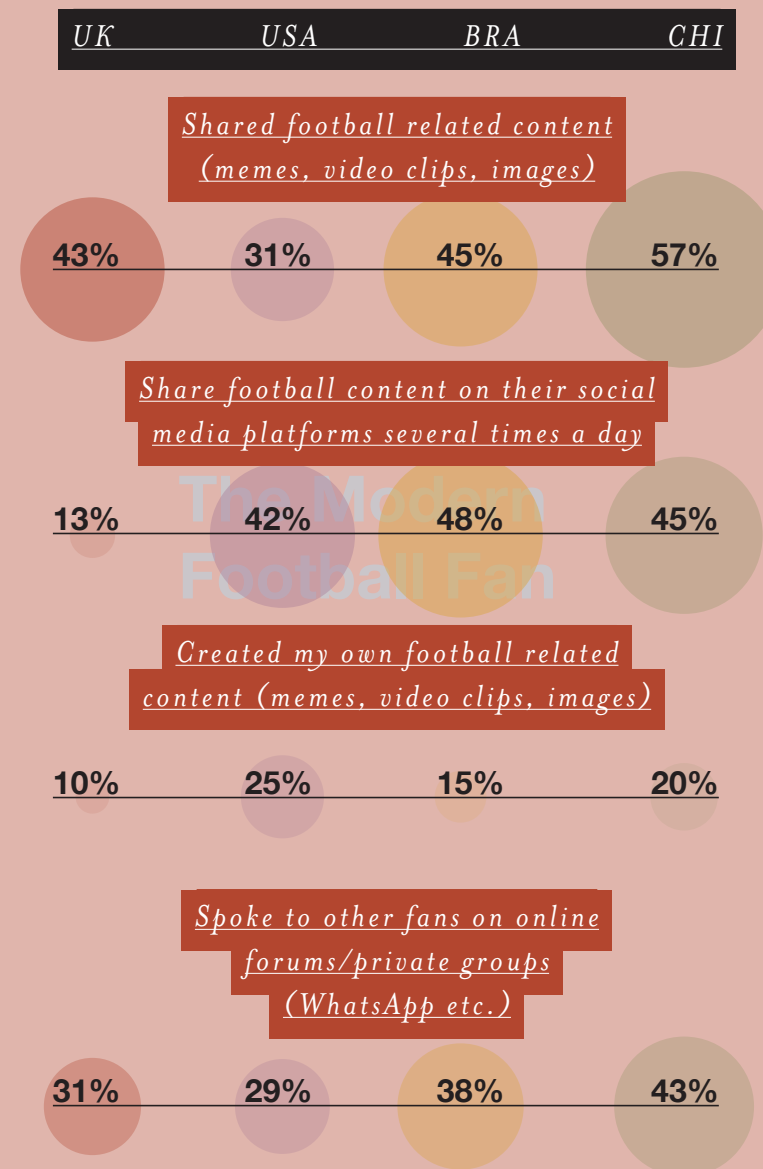 UK USA BRA CHI
Shared football related content
(memes, video clips, images)
43% 31% 45% 57%
Share football content on their social
media platforms several times a day
The Modern
13% 42% 48% 45%
Football Fan
Created my own football related
content (memes, video clips, images)
10% 25% 15% 20%
Spoke to other fans on online
forums/private groups
(WhatsApp etc.)
31% 29% 38% 43%